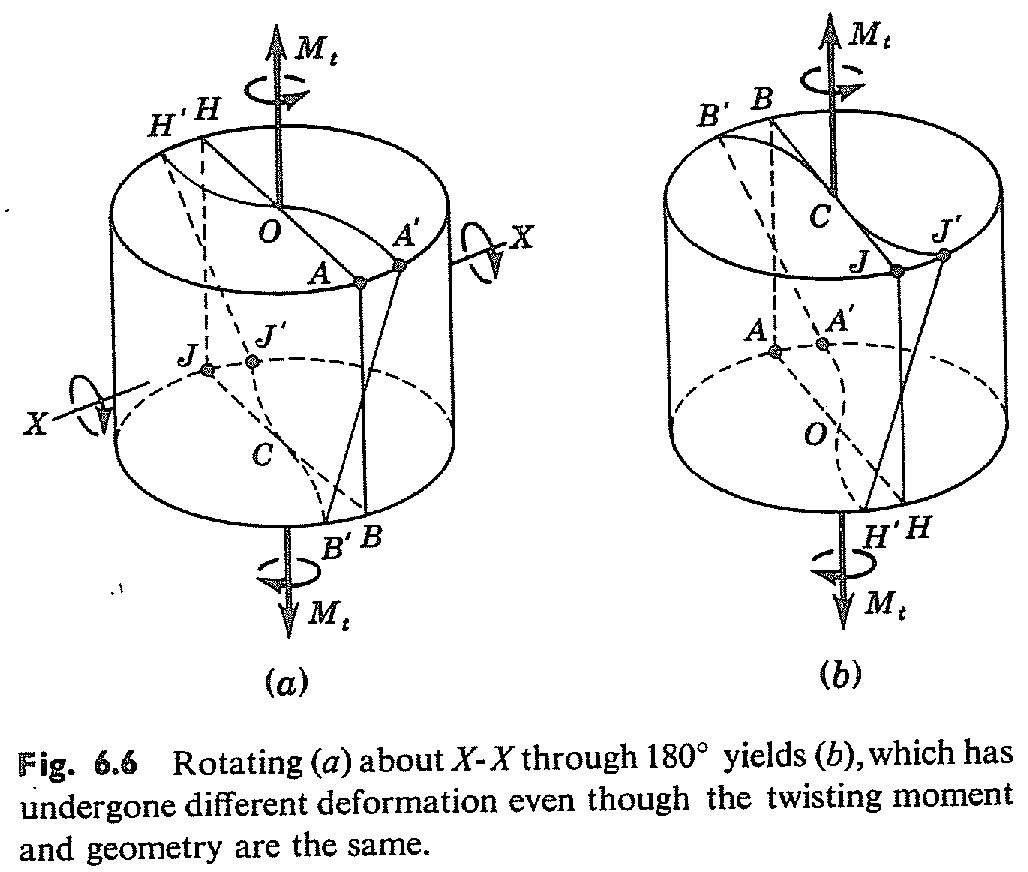 M_t
M_t
H' H
B' B
O
C
A'
J'
X
A
J
J'
A
A'
J
O
X
C
B' B
H' H
M_t
M_t
(a)
(b)
Fig. 6.6 Rotating (a) about X-X through 180° yields (b), which has
undergone different deformation even though the twisting moment
and geometry are the same.